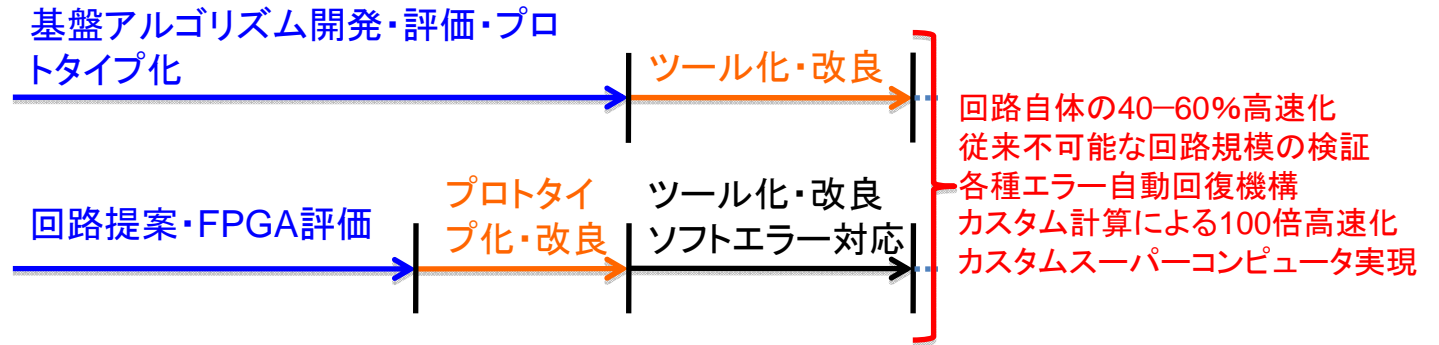 基盤アルゴリズム開発・評価・プロ
トタイプ化
ツール化・改良
回路提案・FPGA評価
プロトタイ
プ化・改良
ツール化・改良
ソフトエラー対応
回路自体の40－60%高速化
従来不可能な回路規模の検証
各種エラー自動回復機構
カスタム計算による100倍高速化
カスタムスーパーコンピュータ実現